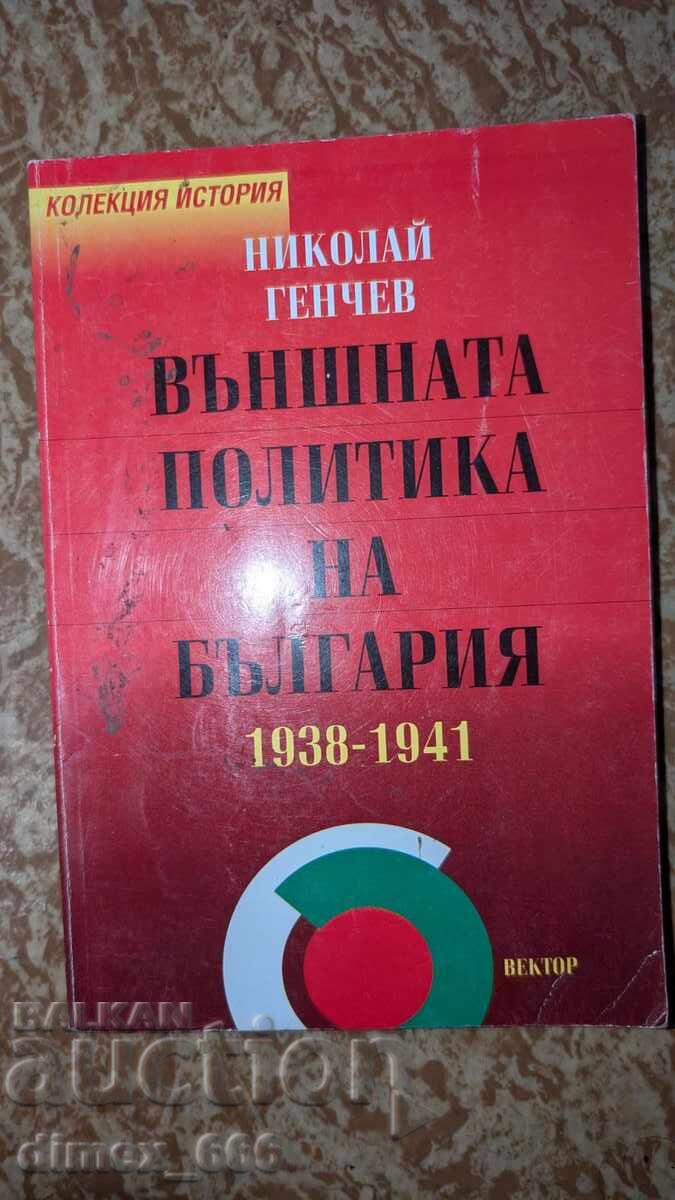 КОЛЕКЦИЯ ИСТОРИЯ
НИКОЛАЙ
ГЕНЧЕВ
ВЪНШНАТА
ПОЛИТИКА
НА
БЪЛГАРИЯ
1938-1941
ВЕКТОР
BALKAN
auction
dimex_666